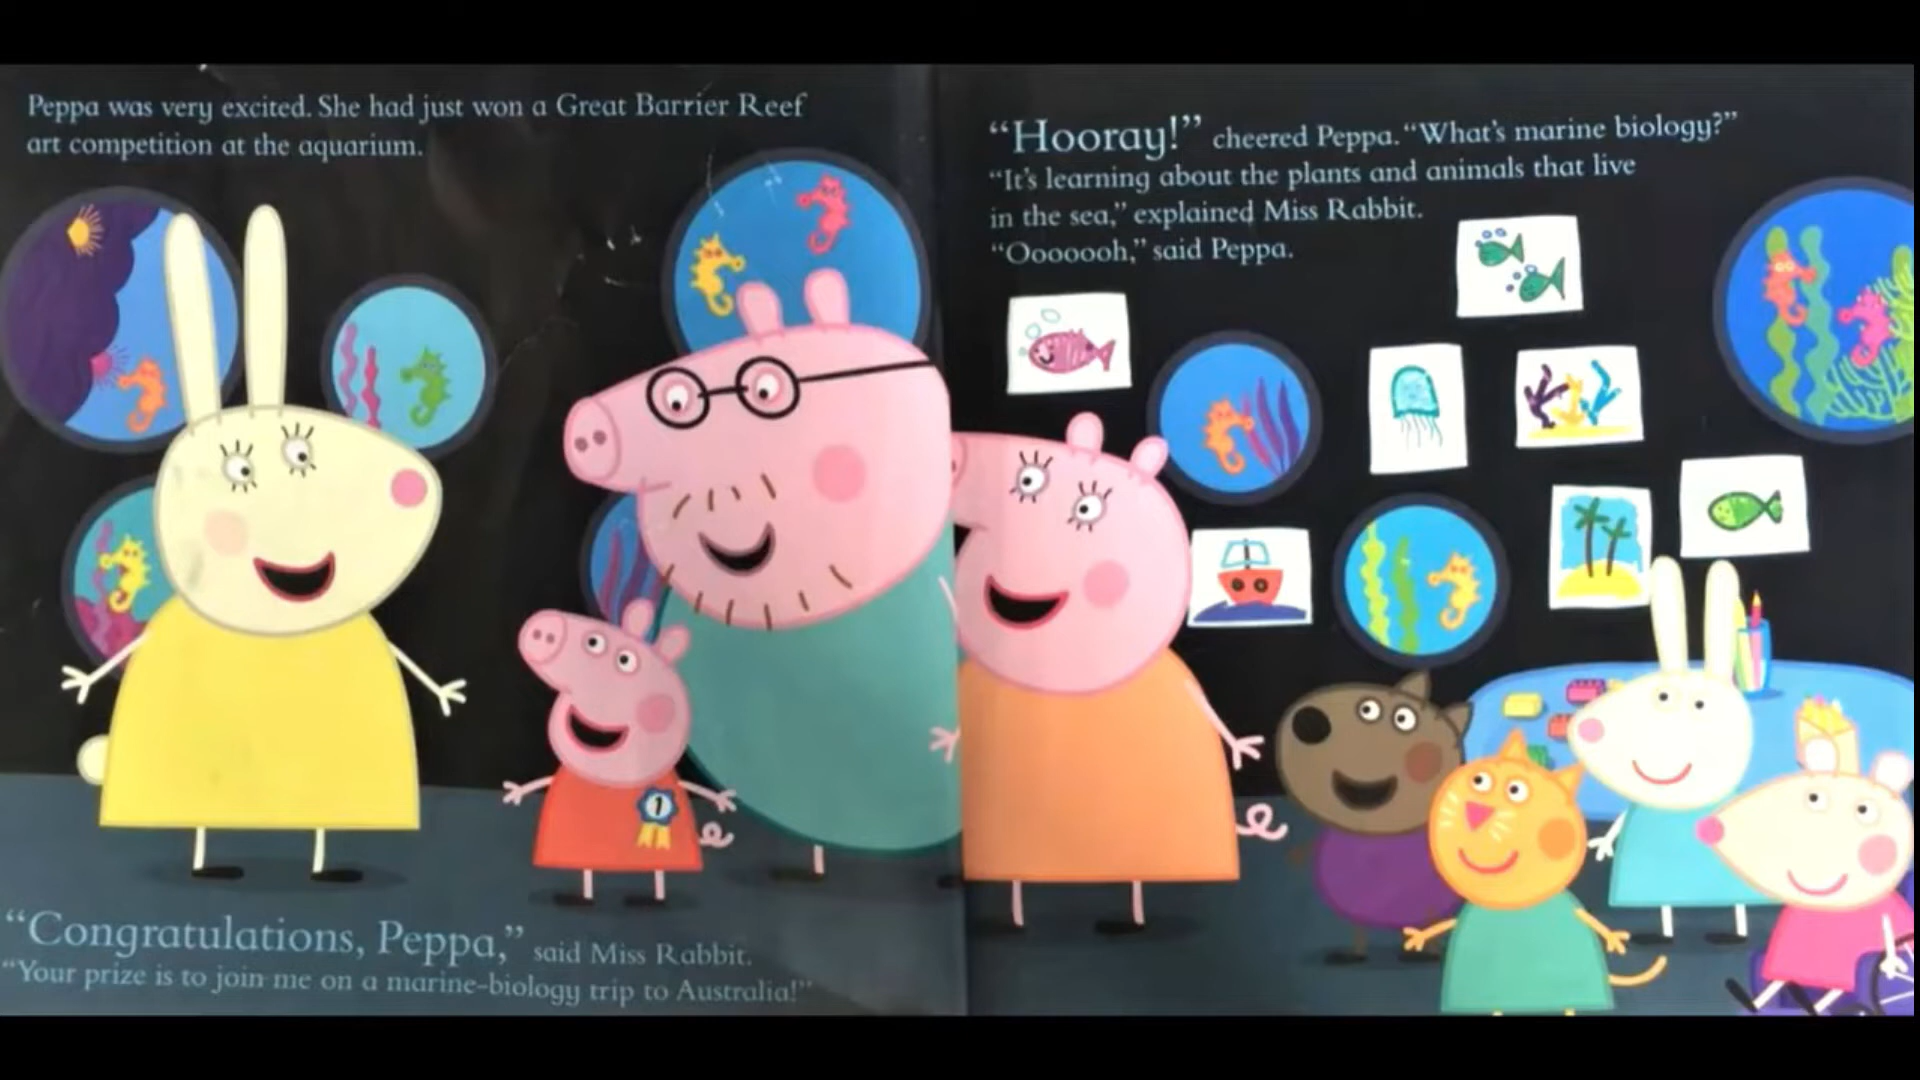 Peppa was very excited. She had just won a Great Barrier Reef
art competition at the aquarium.
“Congratulations, Peppa,” said Miss Rabbit.
“Your prize is to join me on a marine-biology trip to Australia!”
“Hooray!” cheered Peppa. “What's marine biology?”
“It's learning about the plants and animals that live
in the sea,” explained Miss Rabbit.
“Ooooooh,” said Peppa.
1